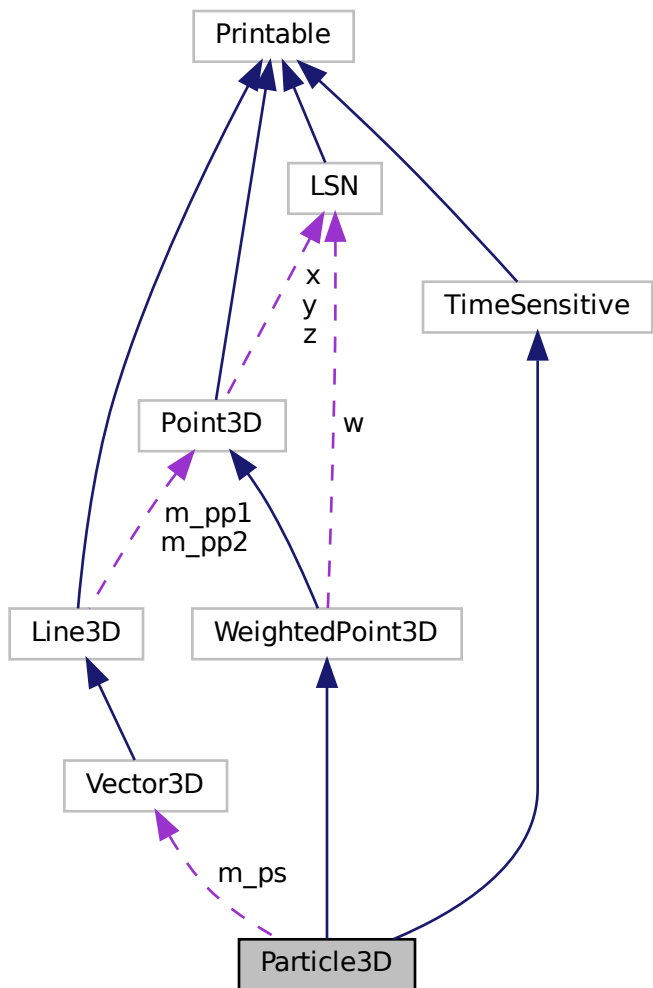 Printable
LSN
x
y
z
TimeSensitive
Point3D
w
m_pp1
m_pp2
Line3D
WeightedPoint3D
Vector3D
m_ps
Particle3D